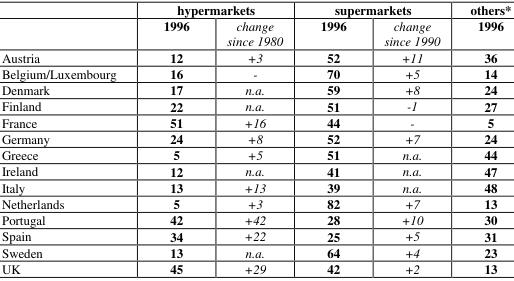 hypermarkets supermarkets others*
1996 change since 1980 1996 change since 1990 1996
Austria 12 +3 52 +11 36
Belgium/Luxembourg 16 - 70 +5 14
Denmark 17 n.a. 59 +8 24
Finland 22 n.a. 51 -1 27
France 51 +16 44 - 5
Germany 24 +8 52 +7 24
Greece 5 +5 51 n.a. 44
Ireland 12 n.a. 41 n.a. 47
Italy 13 +13 39 n.a. 48
Netherlands 5 +3 82 +7 13
Portugal 42 +42 28 +10 30
Spain 34 +22 25 +5 31
Sweden 13 n.a. 64 +4 23
UK 45 +29 42 +2 13